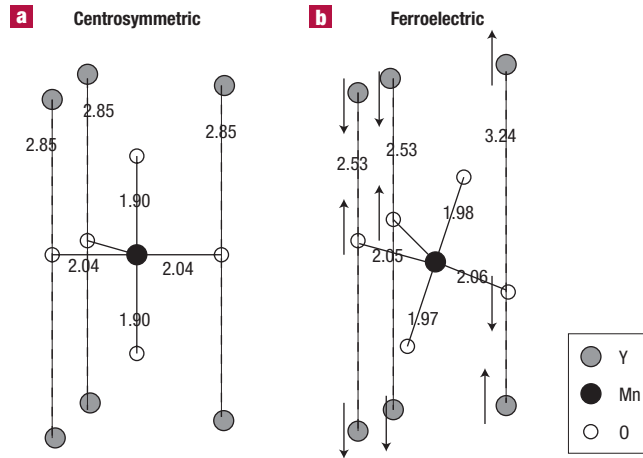 a Centrosymmetric
2.85
2.85
2.85
1.90
2.04
2.04
1.90
b Ferroelectric
2.53
2.53
3.24
1.98
2.05
2.06
1.97
Y
Mn
O